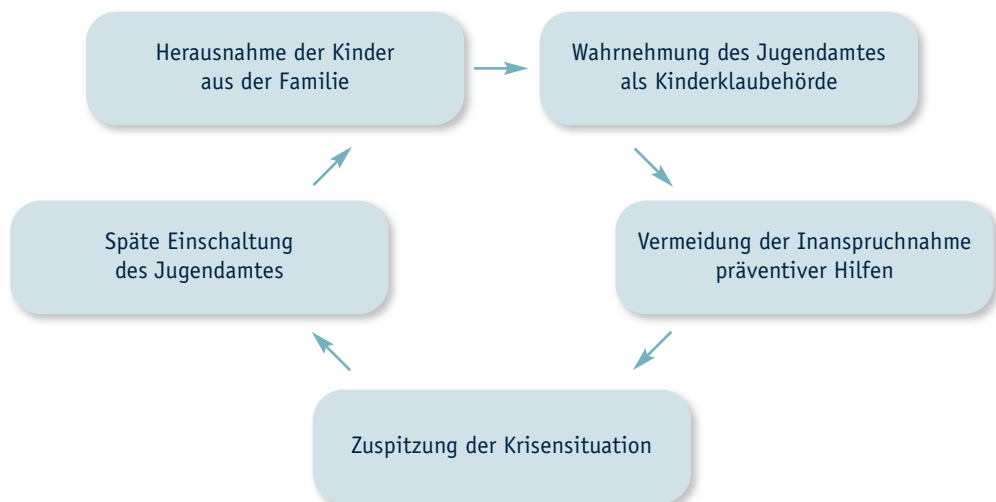 Herausnahme der Kinder
aus der Familie
Wahrnehmung des Jugendamtes
als Kinderklaubehörde
Vermeidung der Inanspruchnahme
präventiver Hilfen
Zuspitzung der Krisensituation
Späte Einschaltung
des Jugendamtes